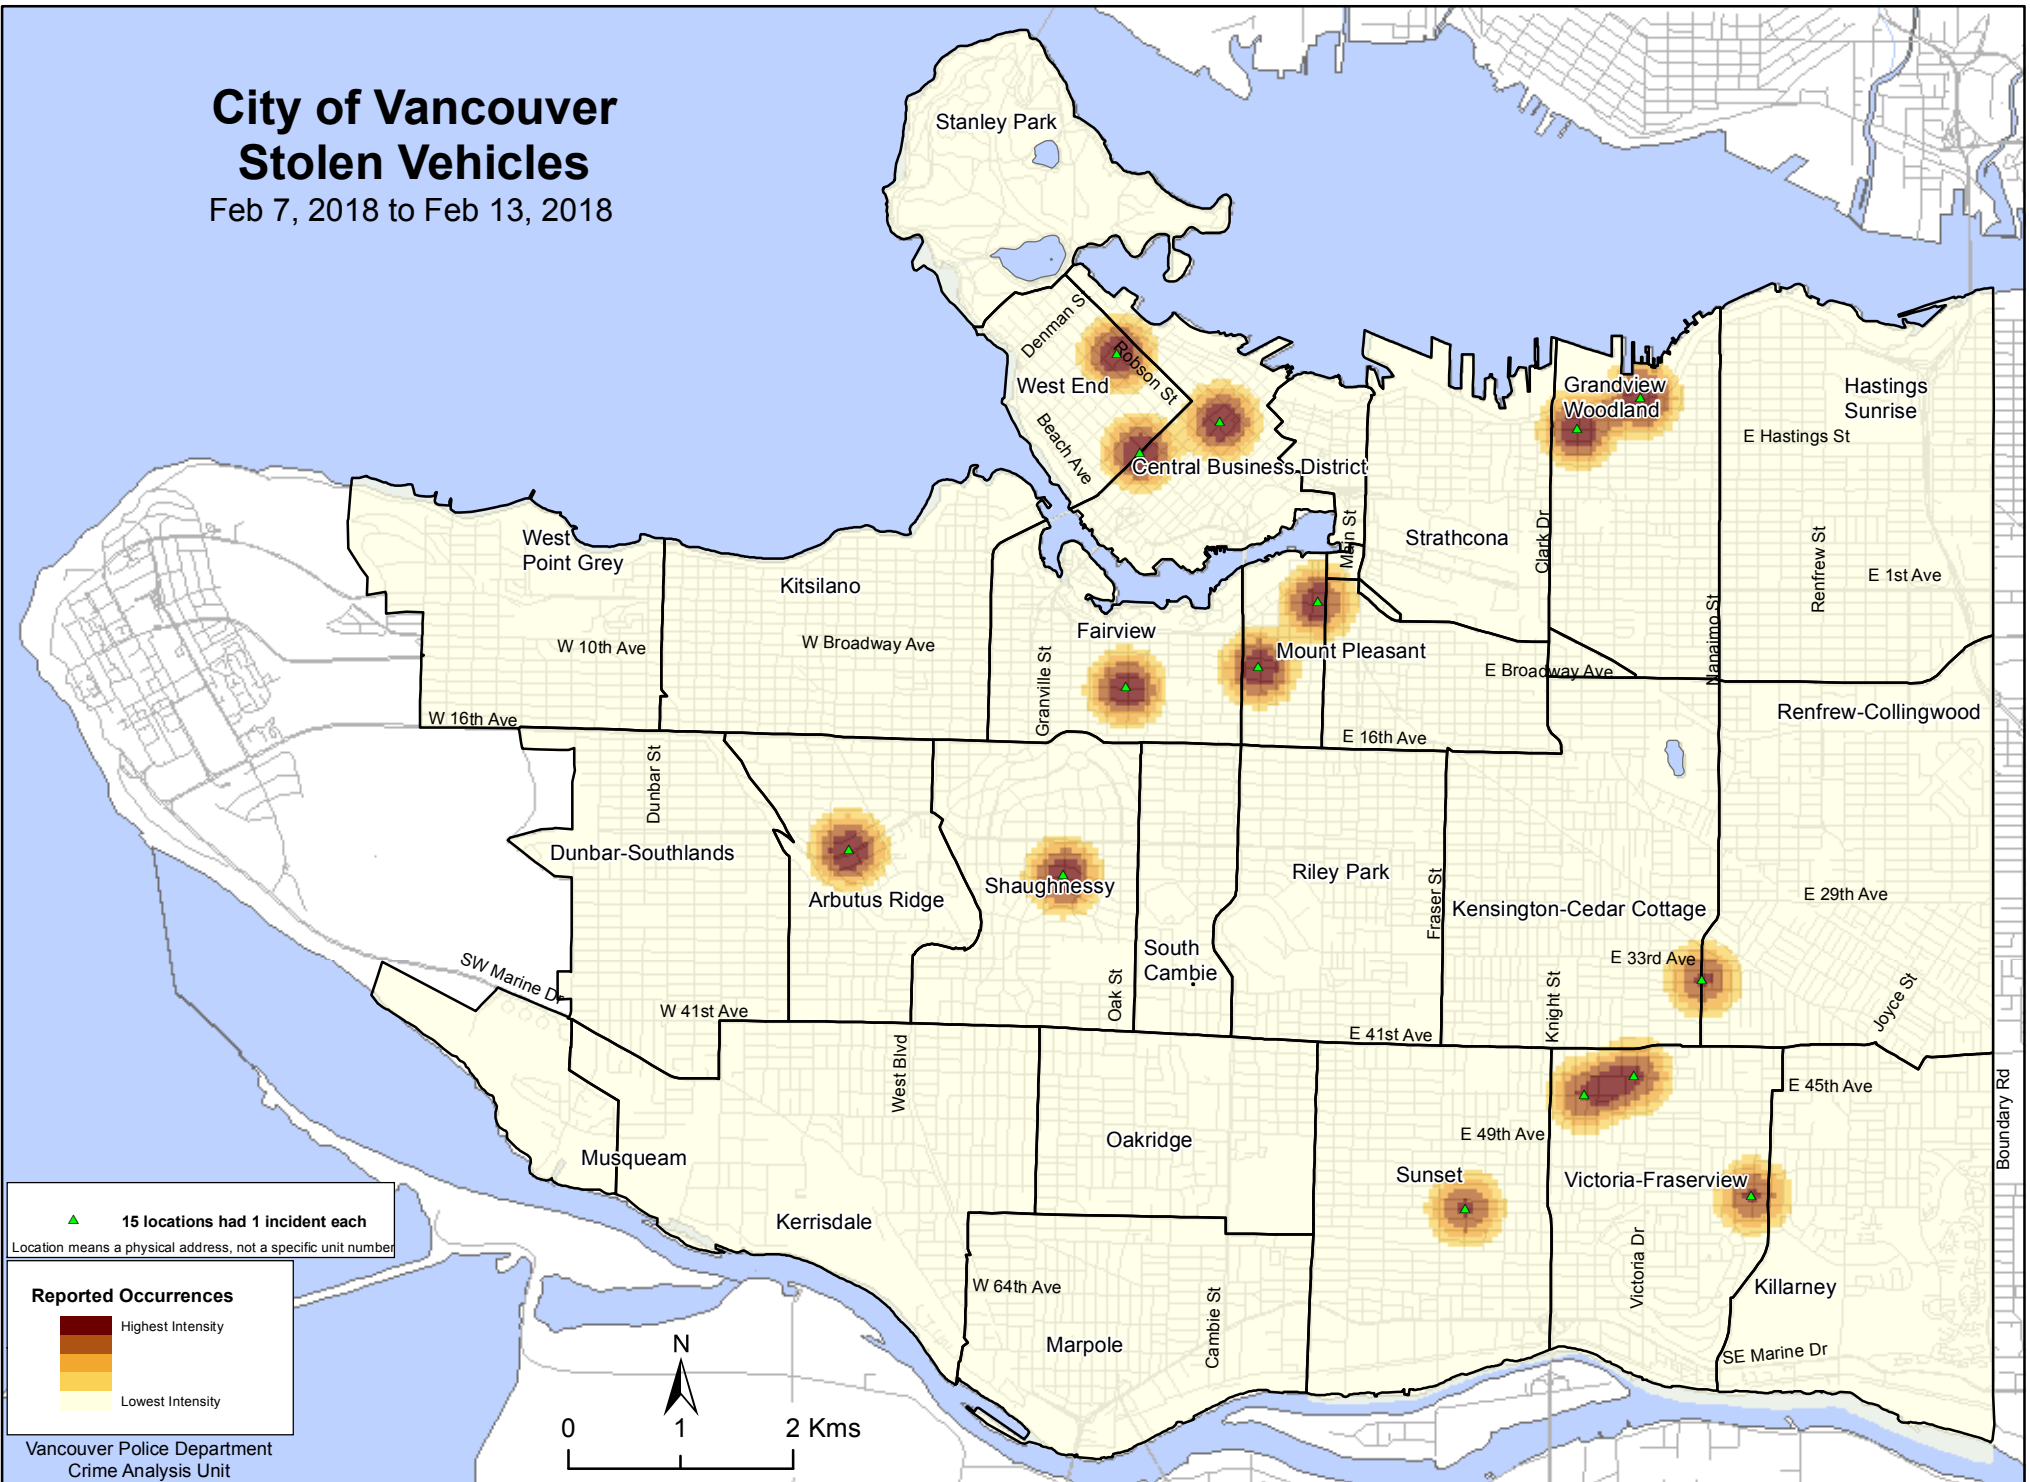 City of Vancouver
Stolen Vehicles
Feb 7, 2018 to Feb 13, 2018
Stanley Park
Denman S
Robson St
West End
Beach Ave
Central Business District
Grandview
Woodland
Hastings
Sunrise
E Hastings St
Main St
Strathcona
Clark Dr
Renfrew St
E 1st Ave
Nanaimo St
West
Point Grey
Kitsilano
W 10th Ave
W Broadway Ave
Fairview
Granville St
Mount Pleasant
E Broadway Ave
W 16th Ave
E 16th Ave
Renfrew-Collingwood
Dunbar St
Dunbar-Southlands
Arbutus Ridge
Shaughnessy
Riley Park
Fraser St
Kensington-Cedar Cottage
E 29th Ave
South
Cambie
E 33rd Ave
SW Marine Dr
W 41st Ave
Oak St
Knight St
Joyce St
E 41st Ave
West Blvd
E 45th Ave
Boundary Rd
Oakridge
E 49th Ave
Musqueam
Sunset
Victoria-Fraserview
Kerrisdale
Victoria Dr
W 64th Ave
Cambie St
Killarney
Marpole
SE Marine Dr
15 locations had 1 incident each
Location means a physical address, not a specific unit number
Reported Occurrences
Highest Intensity
Lowest Intensity
N
0 1 2 Kms
Vancouver Police Department
Crime Analysis Unit